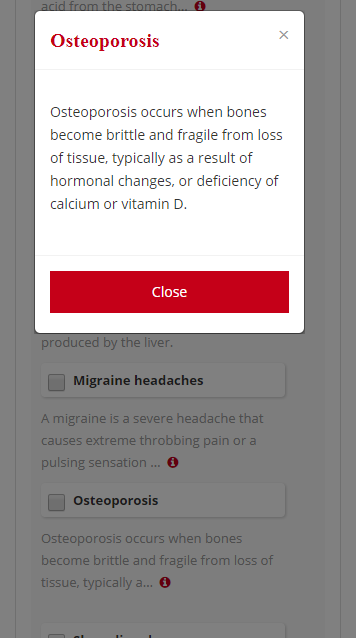 acid from the stomach...
Osteoporosis
×
Osteoporosis occurs when bones
become brittle and fragile from loss
of tissue, typically as a result of
hormonal changes, or deficiency of
calcium or vitamin D.
Close
produced by the liver.
Migraine headaches
A migraine is a severe headache that
causes extreme throbbing pain or a
pulsing sensation ...
Osteoporosis
Osteoporosis occurs when bones
become brittle and fragile from loss of
tissue, typically a...